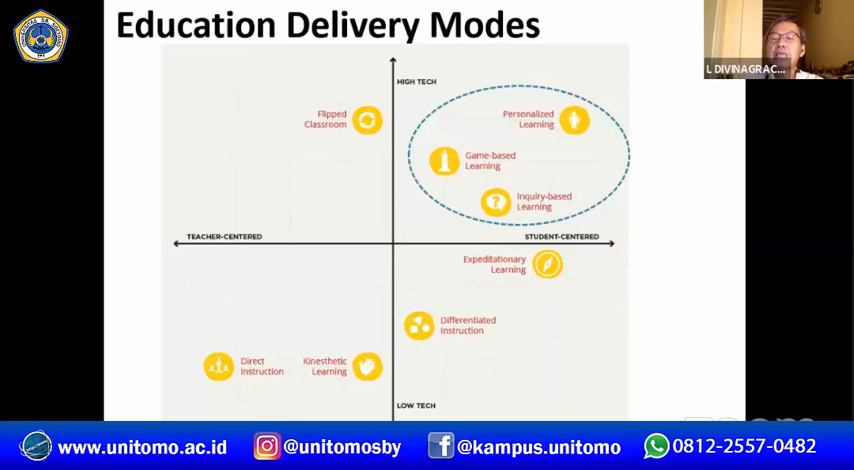 Education Delivery Modes
L DIVINAGRAC...
HIGH TECH
Flipped
Classroom
Personalized
Learning
Game-based
Learning
Inquiry-based
Learning
TEACHER-CENTERED
STUDENT-CENTERED
Expeditationary
Learning
Differentiated
Instruction
Direct
Instruction
Kinesthetic
Learning
LOW TECH
www.unitomo.ac.id
@unitomosby
@kampus.unitomo
0812-2557-0482